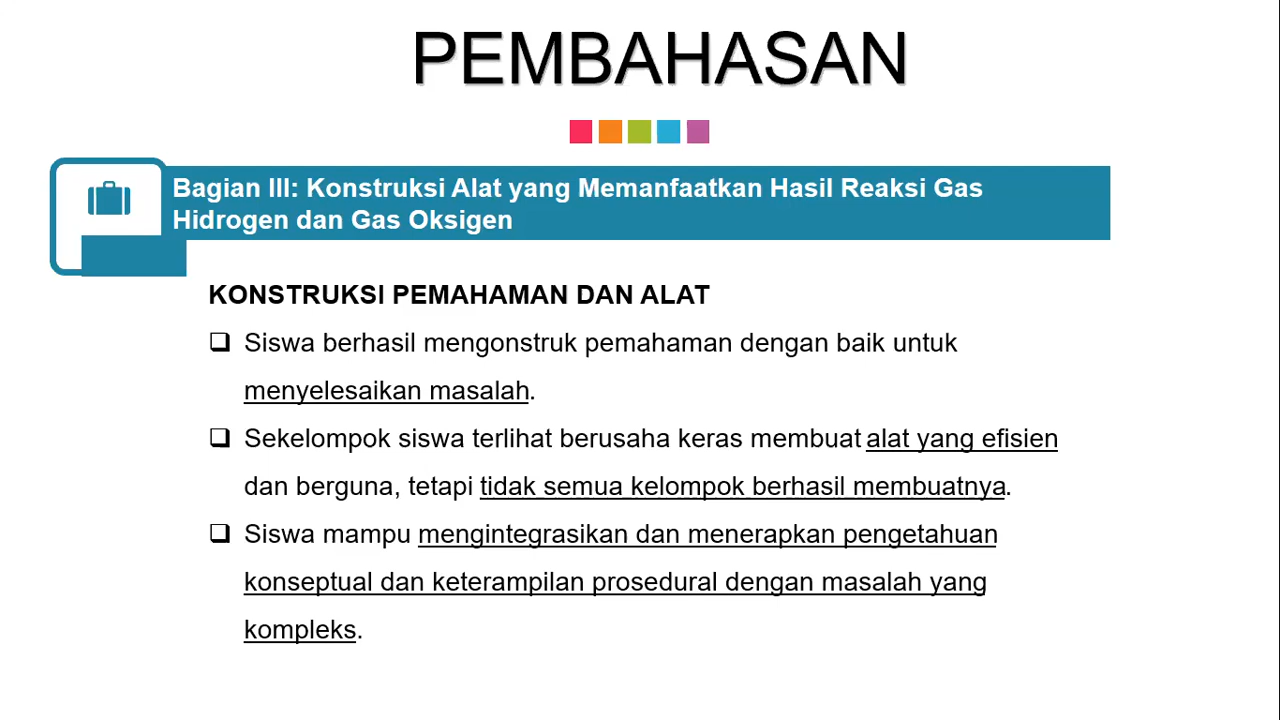 PEMBAHASAN
Bagian III: Konstruksi Alat yang Memanfaatkan Hasil Reaksi Gas
Hidrogen dan Gas Oksigen
KONSTRUKSI PEMAHAMAN DAN ALAT
❑ Siswa berhasil mengonstruk pemahaman dengan baik untuk
menyelesaikan masalah.
❑ Sekelompok siswa terlihat berusaha keras membuat alat yang efisien
dan berguna, tetapi tidak semua kelompok berhasil membuatnya.
❑ Siswa mampu mengintegrasikan dan menerapkan pengetahuan
konseptual dan keterampilan prosedural dengan masalah yang
kompleks.